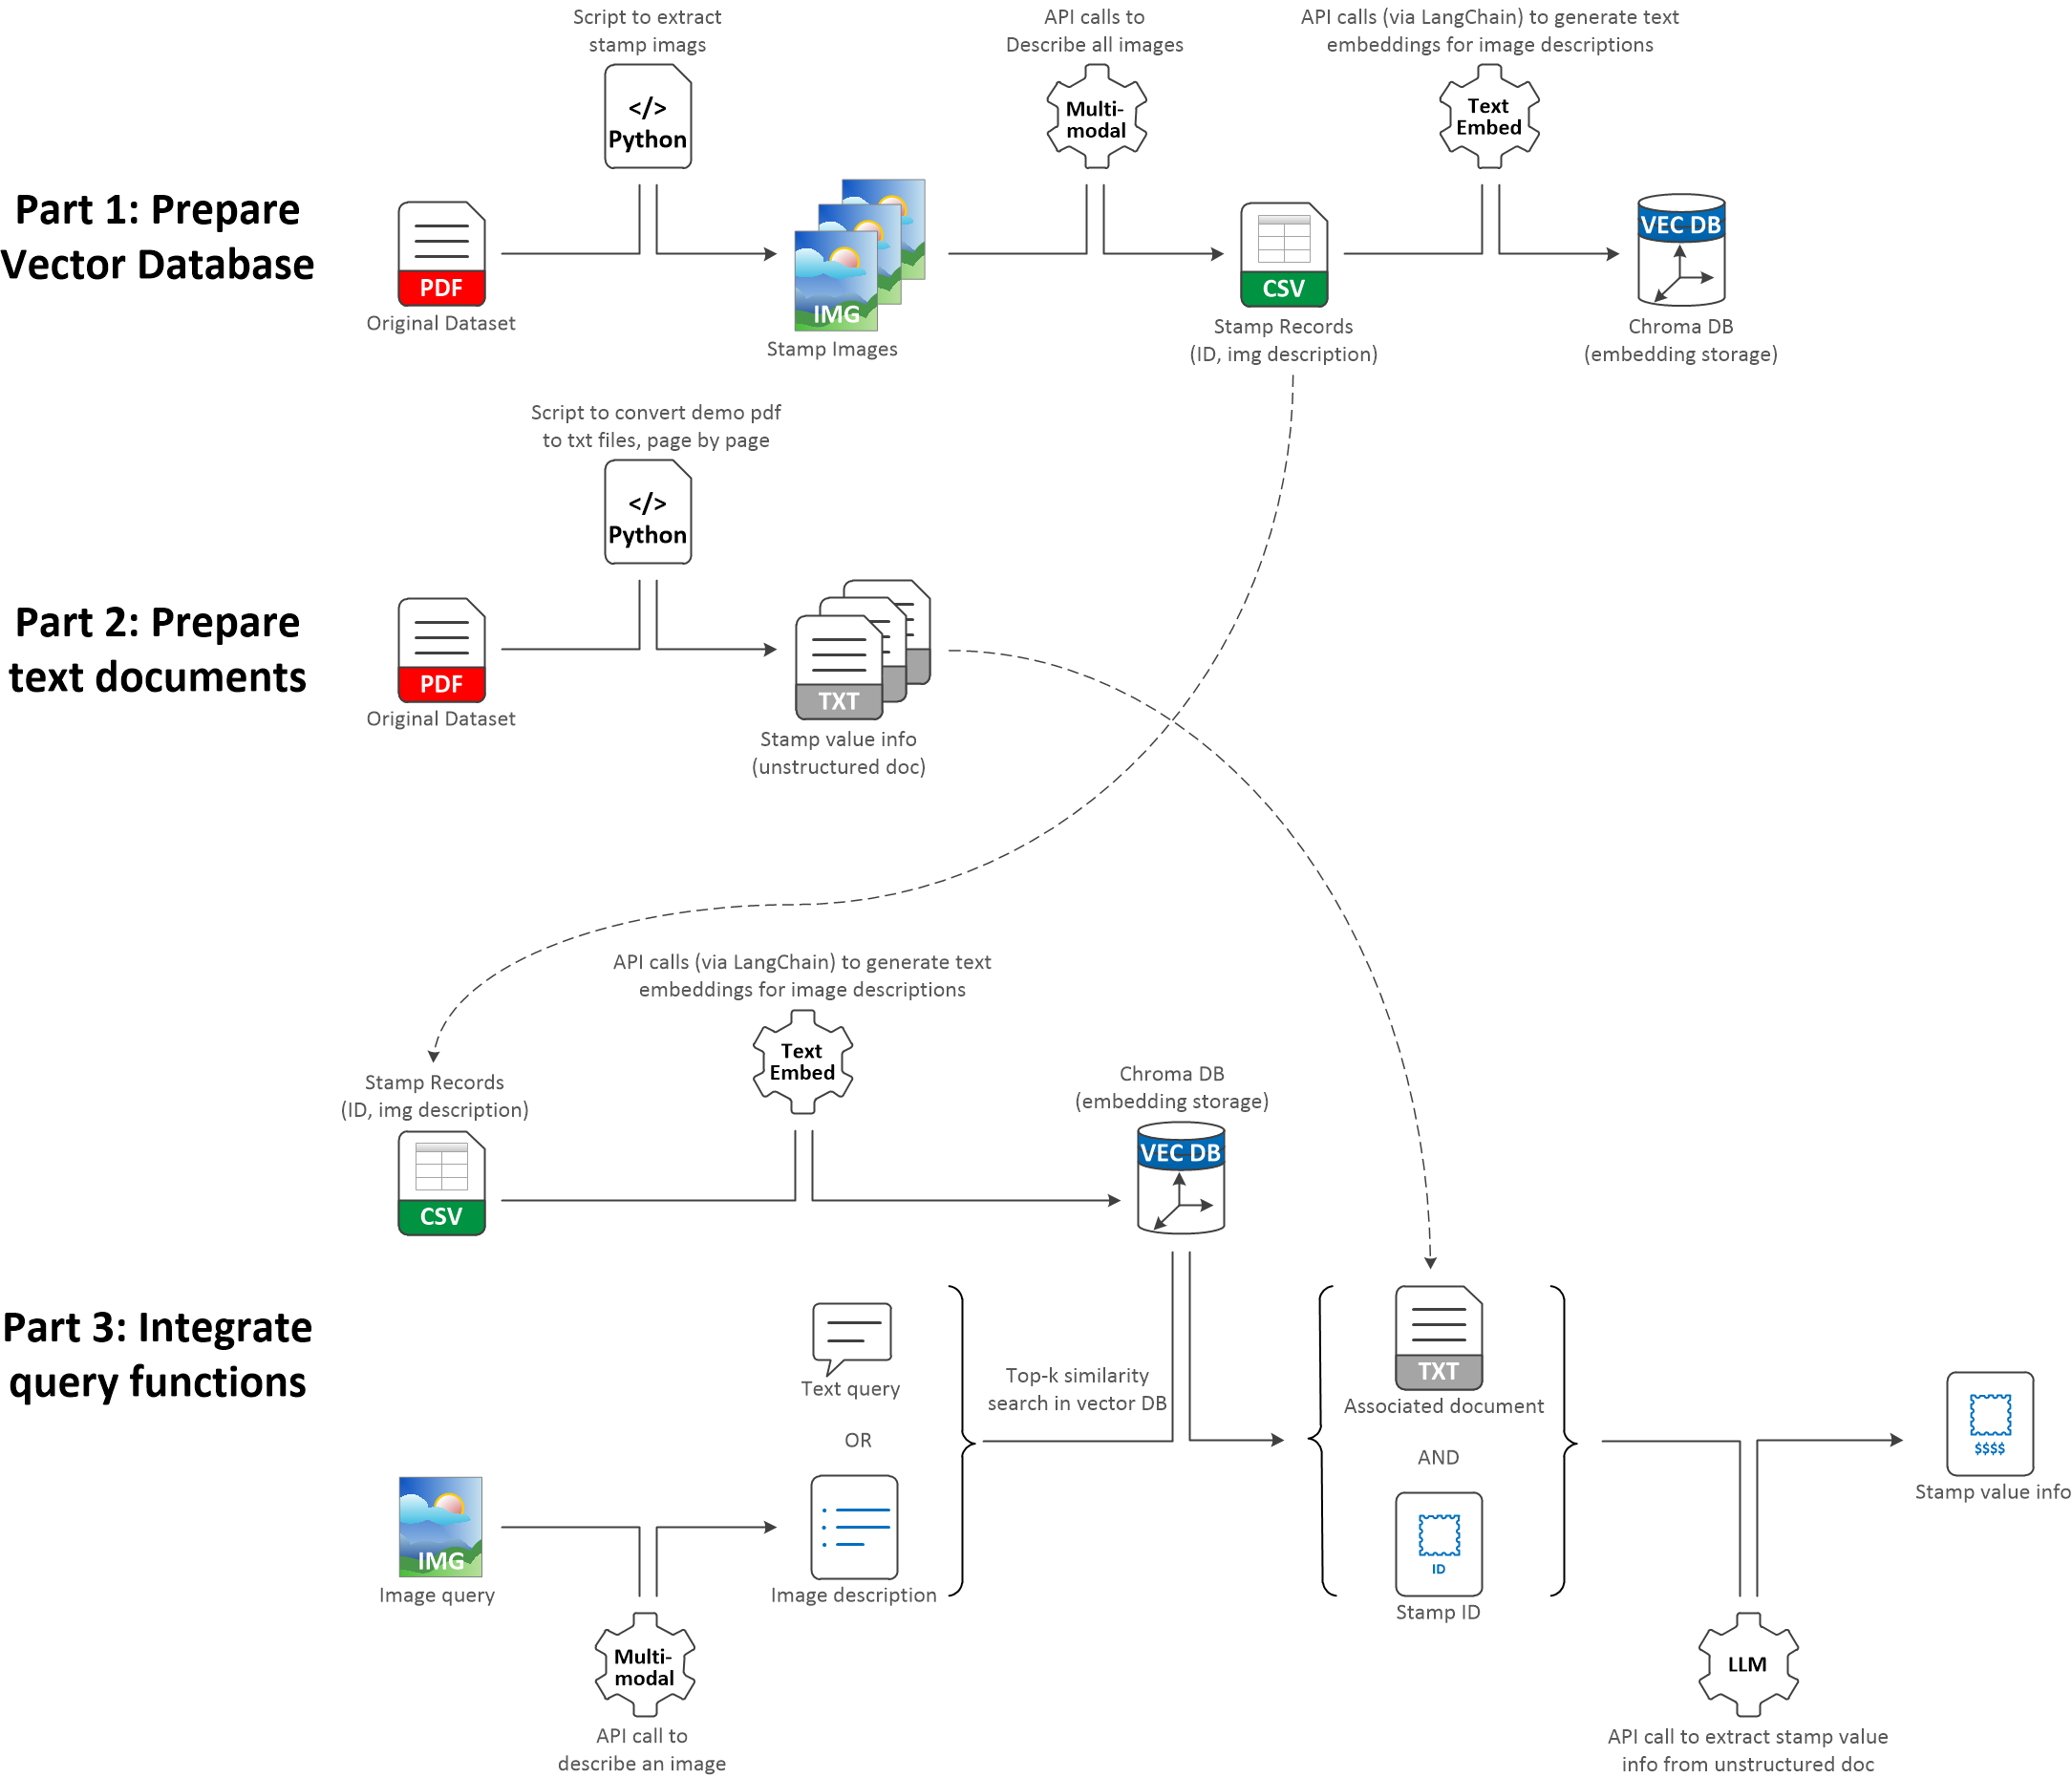 Script to extract
stamp imags
API calls to
Describe all images
API calls (via LangChain) to generate text
embeddings for image descriptions
</>
Python
Multi-
modal
Text
Embed
Part 1: Prepare
Vector Database
PDF
Original Dataset
IMG
Stamp Images
CSV
Stamp Records
(ID, img description)
VEC DB
Chroma DB
(embedding storage)
Script to convert demo pdf
to txt files, page by page
</>
Python
Part 2: Prepare
text documents
PDF
Original Dataset
TXT
Stamp value info
(unstructured doc)
API calls (via LangChain) to generate text
embeddings for image descriptions
Text
Embed
Stamp Records
(ID, img description)
CSV
Chroma DB
(embedding storage)
VEC DB
Part 3: Integrate
query functions
Text query
OR
Image description
Top-k similarity
search in vector DB
TXT
Associated document
AND
ID
Stamp ID
$$$$
Stamp value info
IMG
Image query
Multi-
modal
API call to
describe an image
LLM
API call to extract stamp value
info from unstructured doc